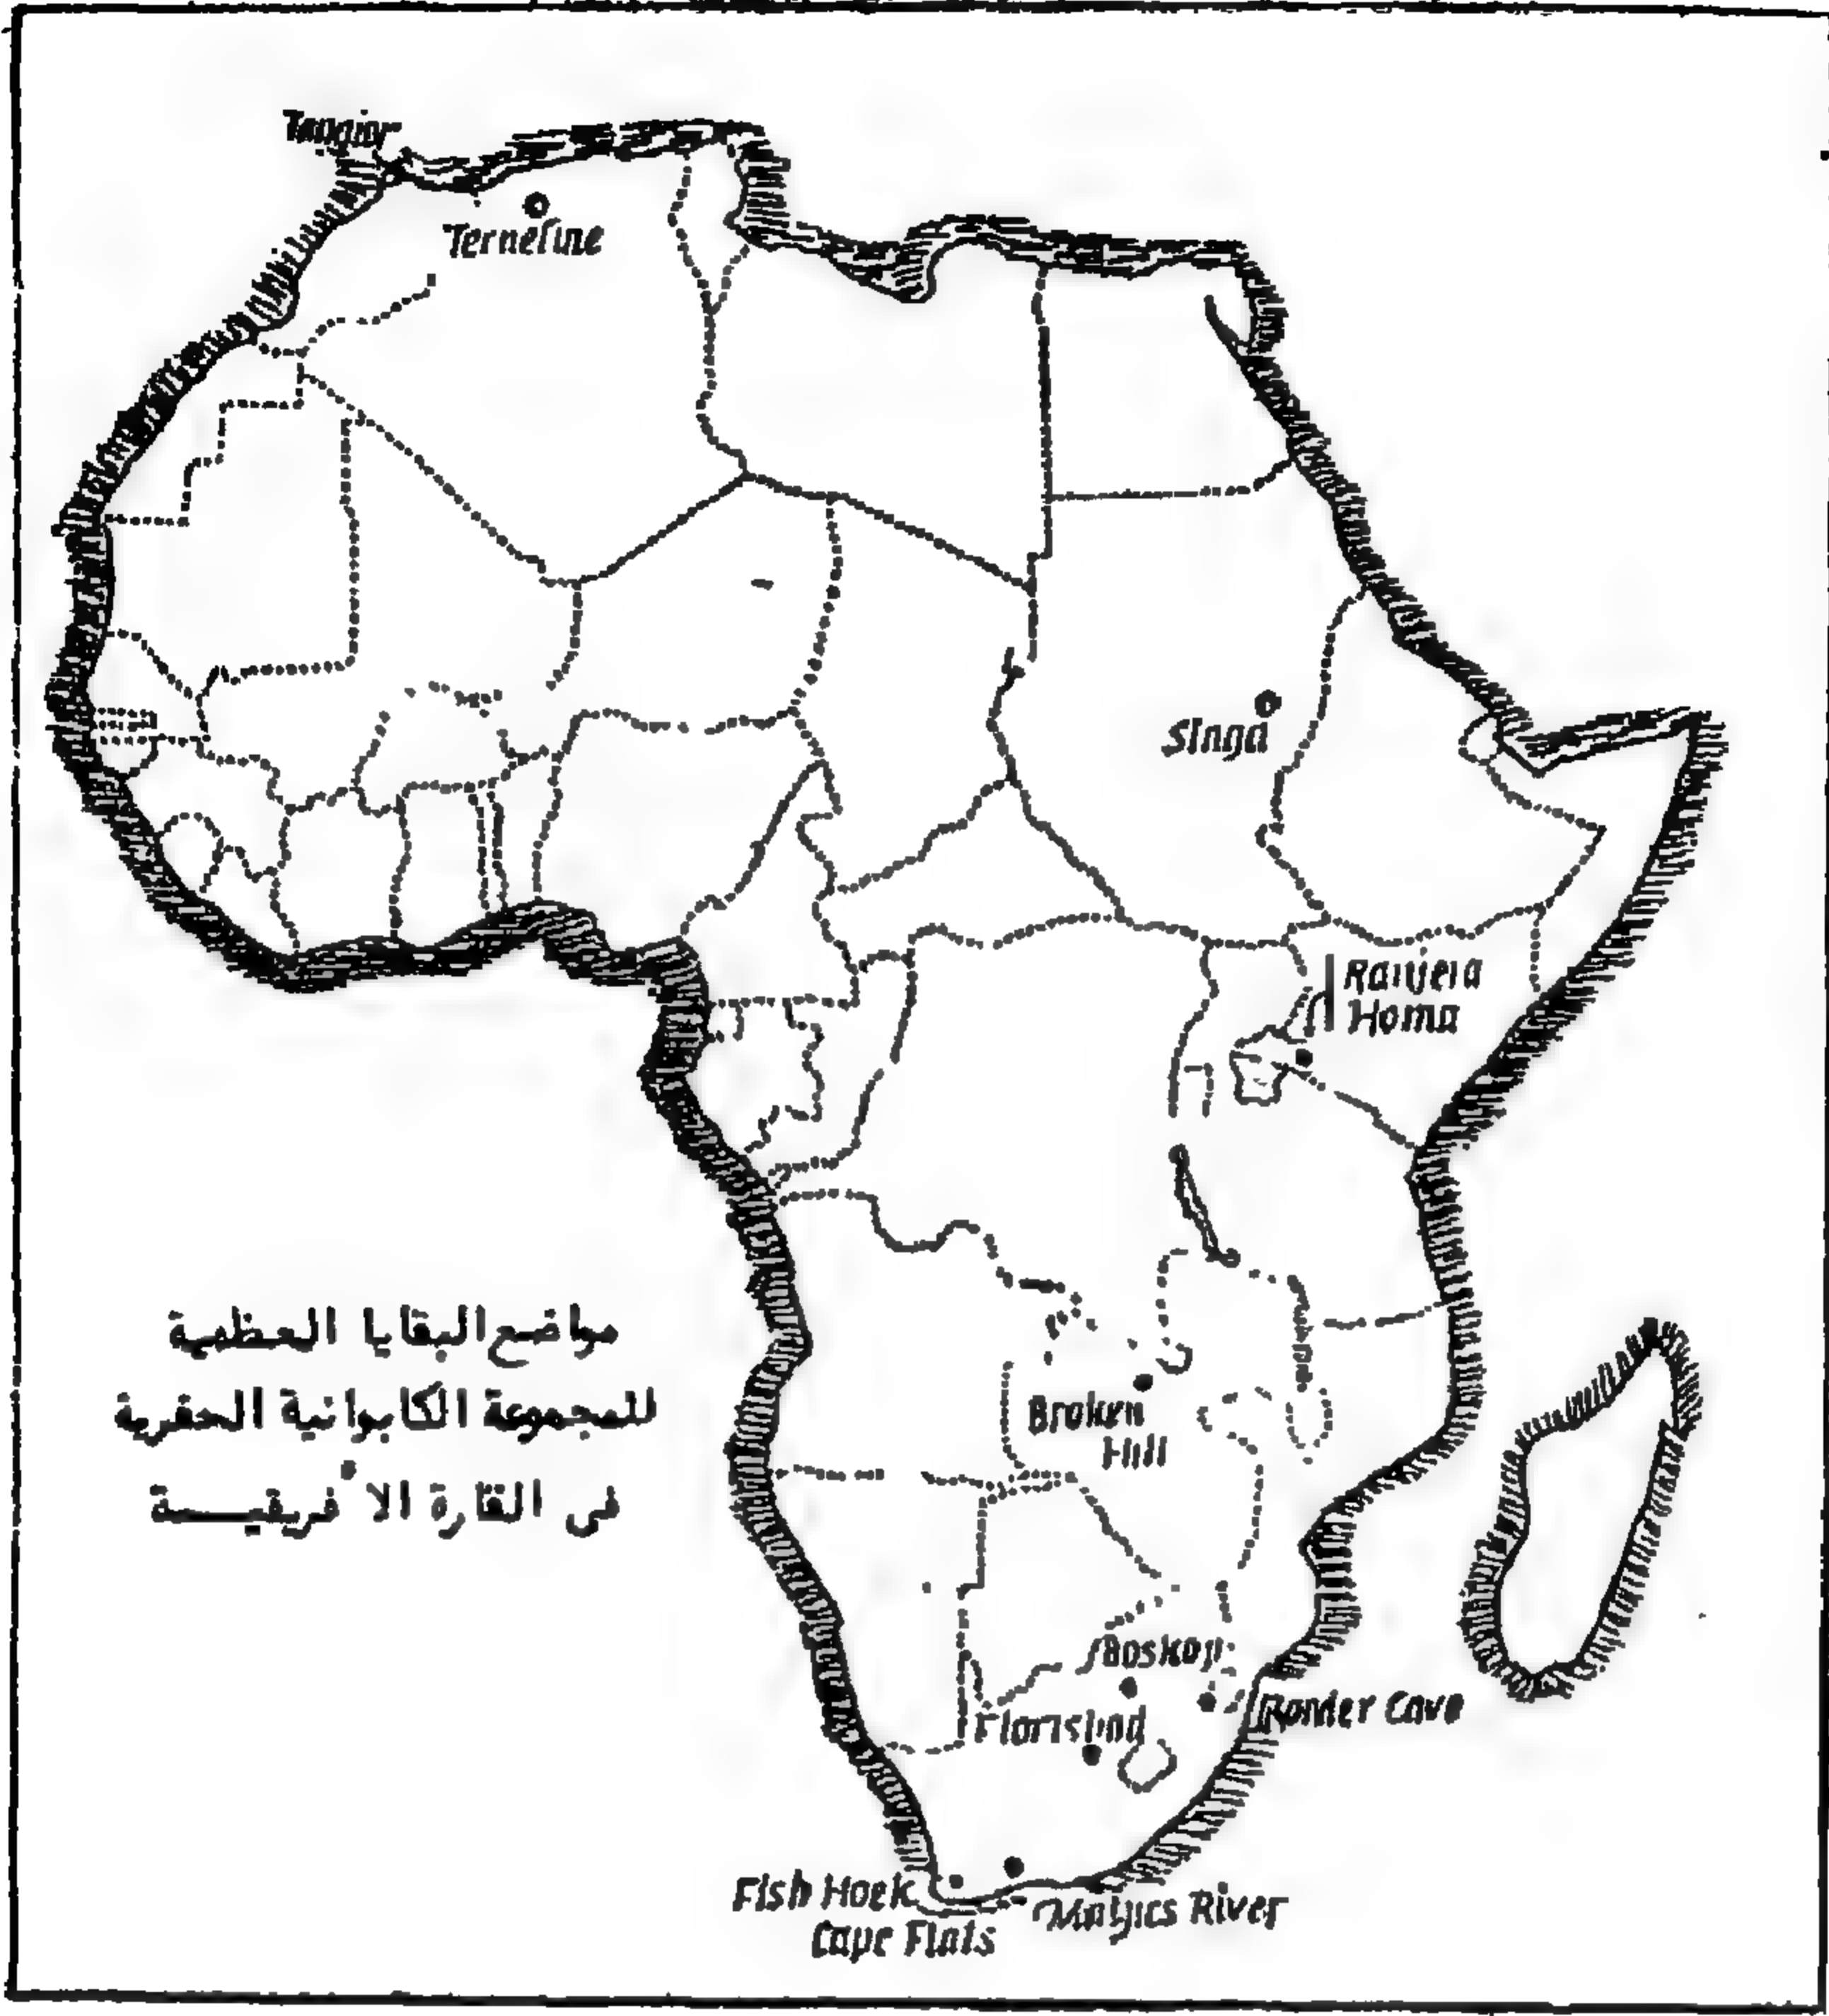 Tangier
Ternefine
Singa
Kanjera
Homa
Broken
Hill
Boskop
Border Cave
Florisbad
Fish Hoek
Cape Flats
Matjies River
مواضع البقايا العظمية
للمجموعة الكابوانية الحفرية
فى القارة الأفريقيـــة